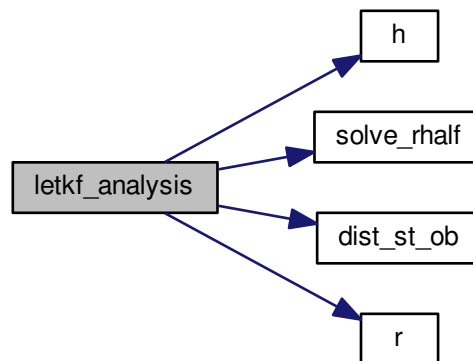 h
solve_rhalf
letkf_analysis
dist_st_ob
r